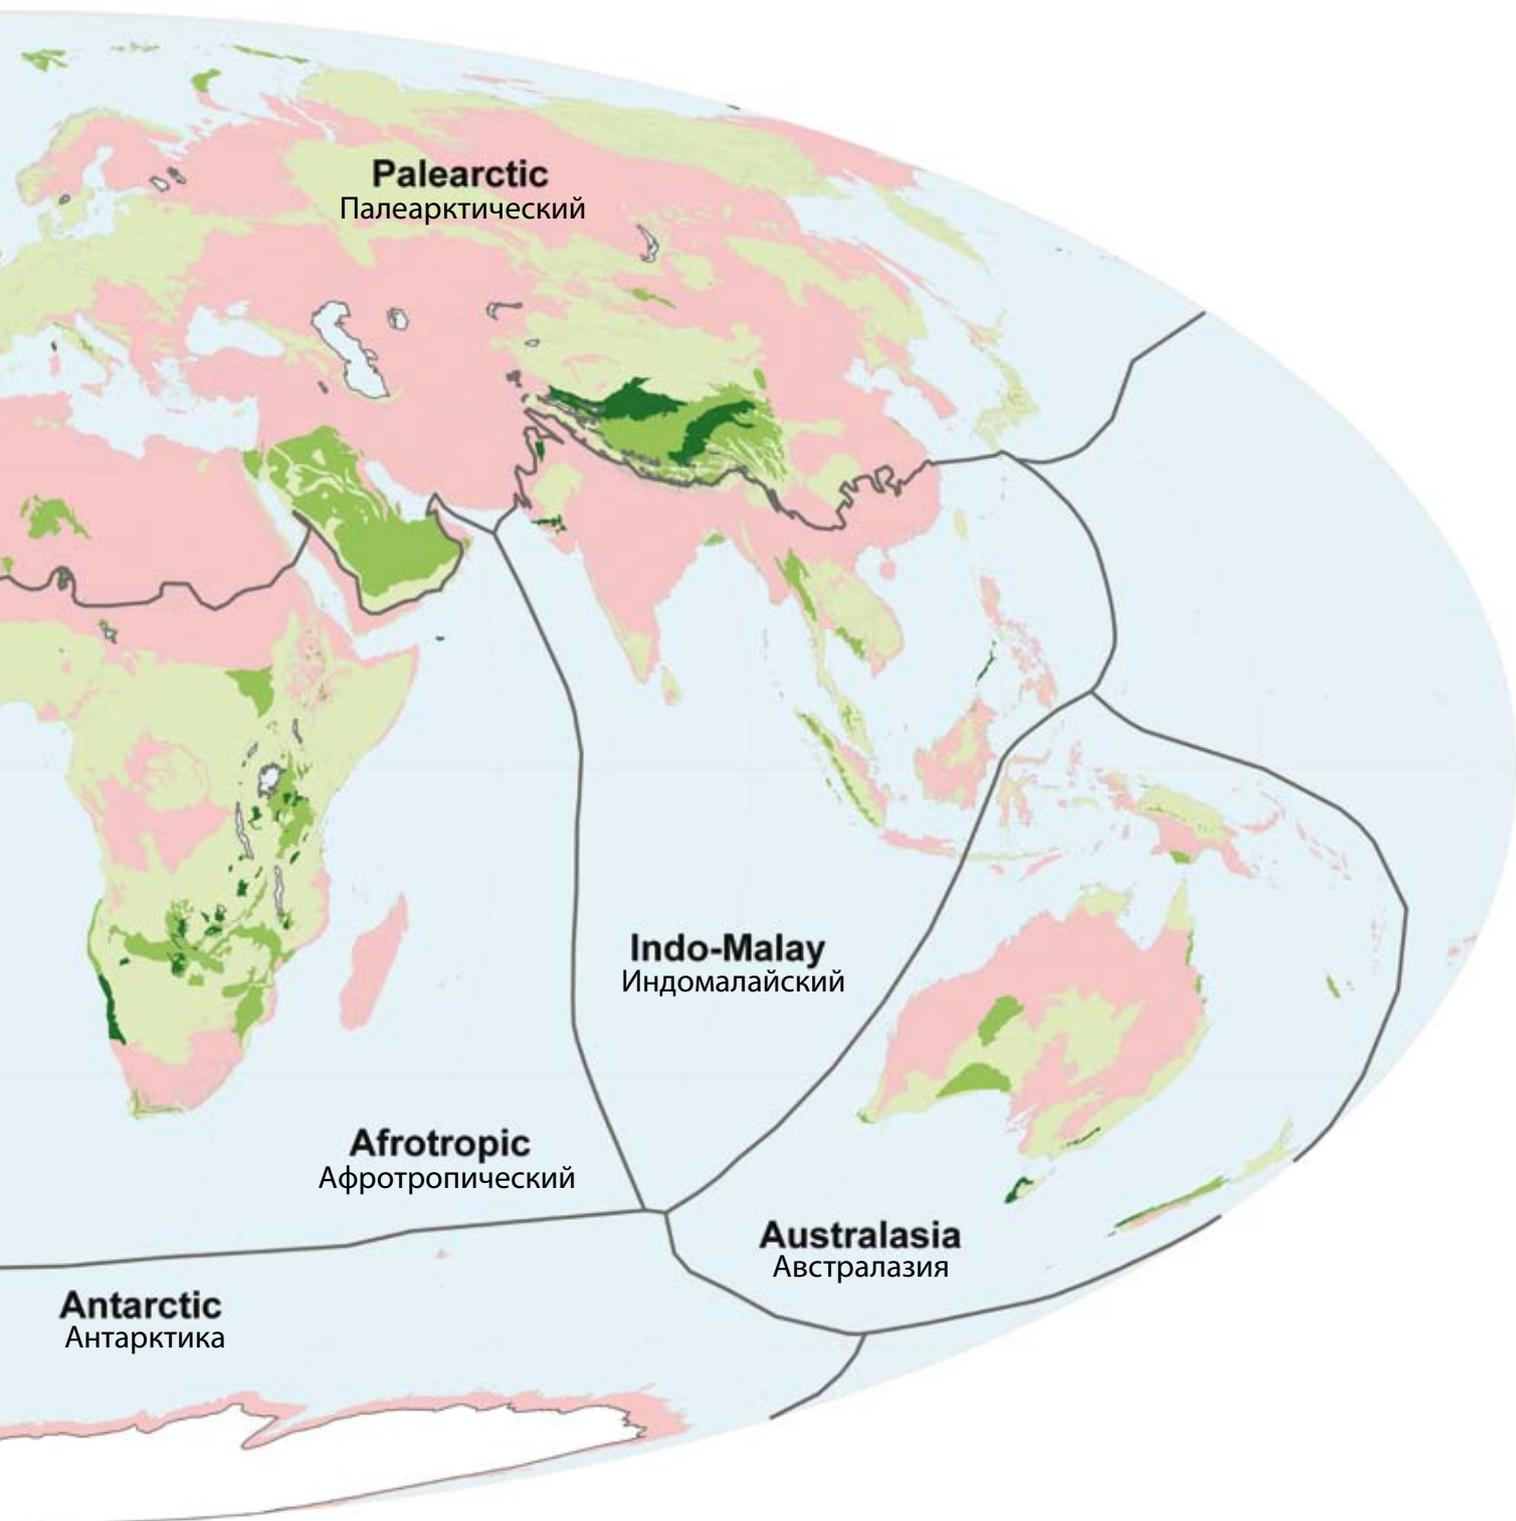 Palearctic
Палеарктический
Indo-Malay
Индомалайский
Afrotropic
Афротропический
Australasia
Австралазия
Antarctic
Антарктика